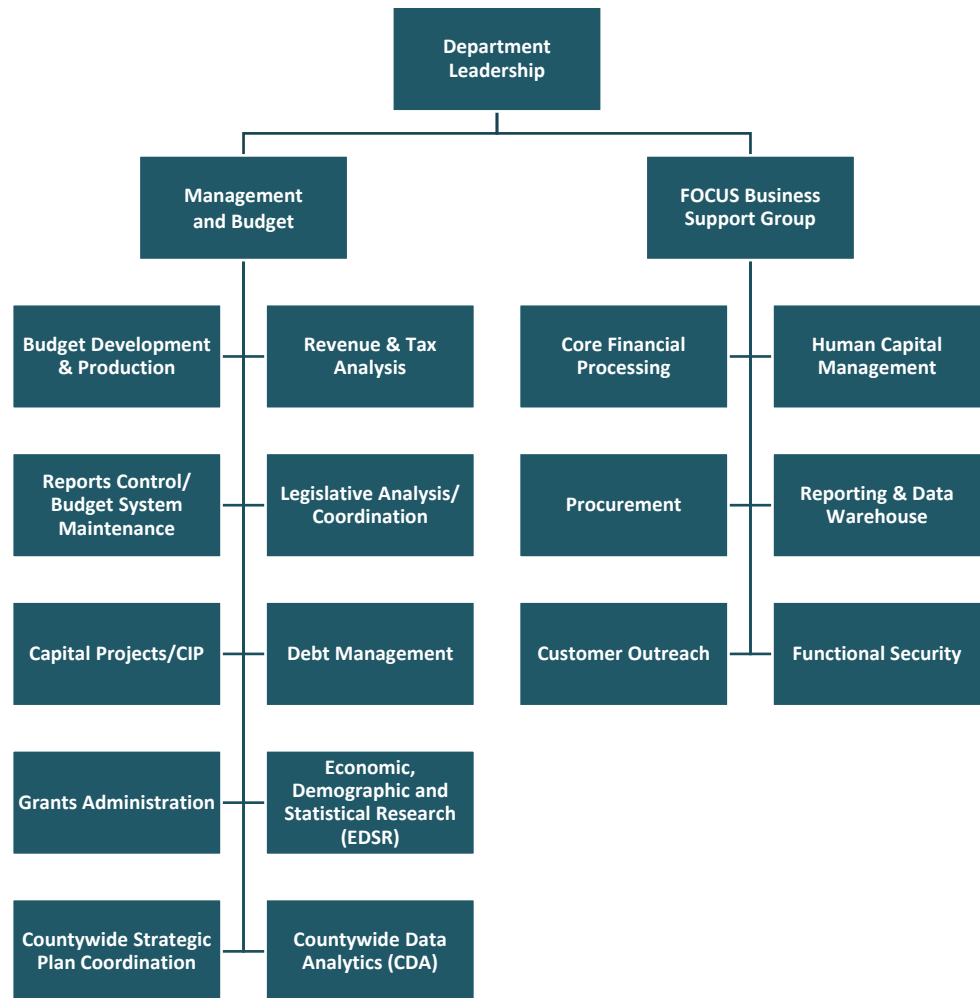 Department
Leadership
Management
and Budget
FOCUS Business
Support Group
Budget Development
& Production
Revenue & Tax
Analysis
Core Financial
Processing
Human Capital
Management
Reports Control/
Budget System
Maintenance
Legislative Analysis/
Coordination
Procurement
Reporting & Data
Warehouse
Capital Projects/CIP
Debt Management
Customer Outreach
Functional Security
Grants Administration
Economic,
Demographic and
Statistical Research
(EDSR)
Countywide Strategic
Plan Coordination
Countywide Data
Analytics (CDA)